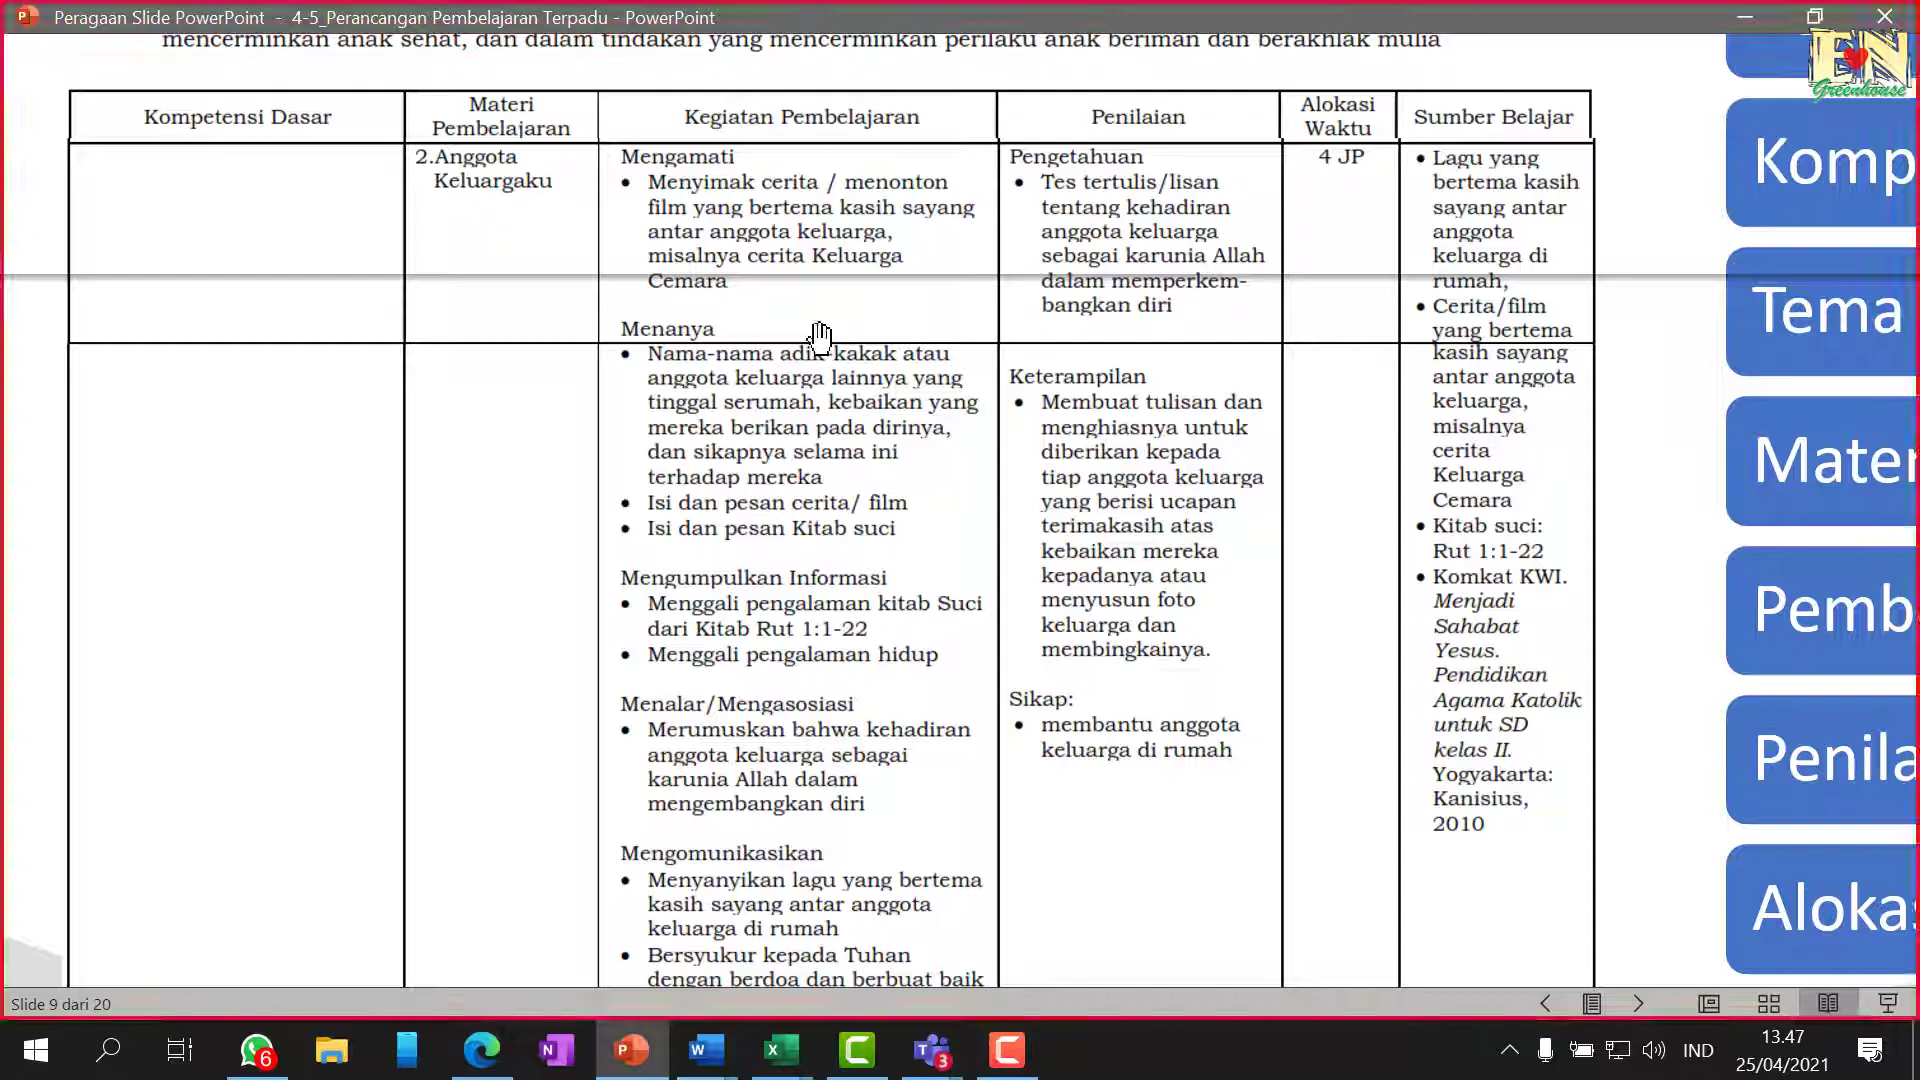 Peragaan Slide PowerPoint - 4-5_Perancangan Pembelajaran Terpadu - PowerPoint
mencerminkan anak sehat, dan dalam tindakan yang mencerminkan perilaku anak beriman dan berakhlak mulia
EN
Greenhouse
Kompetensi Dasar
Materi
Pembelajaran
Kegiatan Pembelajaran
Penilaian
Alokasi
Waktu
Sumber Belajar
2.Anggota
Keluargaku
Mengamati
• Menyimak cerita / menonton
film yang bertema kasih sayang
antar anggota keluarga,
misalnya cerita Keluarga
Cemara
Menanya
• Nama-nama adik-kakak atau
anggota keluarga lainnya yang
tinggal serumah, kebaikan yang
mereka berikan pada dirinya,
dan sikapnya selama ini
terhadap mereka
• Isi dan pesan cerita/ film
• Isi dan pesan Kitab suci
Mengumpulkan Informasi
• Menggali pengalaman kitab Suci
dari Kitab Rut 1:1-22
• Menggali pengalaman hidup
Menalar/Mengasosiasi
• Merumuskan bahwa kehadiran
anggota keluarga sebagai
karunia Allah dalam
mengembangkan diri
Mengomunikasikan
• Menyanyikan lagu yang bertema
kasih sayang antar anggota
keluarga di rumah
• Bersyukur kepada Tuhan
dengan berdoa dan berbuat baik
Pengetahuan
• Tes tertulis/lisan
tentang kehadiran
anggota keluarga
sebagai karunia Allah
dalam memperkem-
bangkan diri
Keterampilan
• Membuat tulisan dan
menghiasnya untuk
diberikan kepada
tiap anggota keluarga
yang berisi ucapan
terimakasih atas
kebaikan mereka
kepadanya atau
menyusun foto
keluarga dan
membingkainya.
Sikap:
• membantu anggota
keluarga di rumah
4 JP
• Lagu yang
bertema kasih
sayang antar
anggota
keluarga di
rumah,
• Cerita/film
yang bertema
kasih sayang
antar anggota
keluarga,
misalnya
cerita
Keluarga
Cemara
• Kitab suci:
Rut 1:1-22
• Komkat KWI.
Menjadi
Sahabat
Yesus.
Pendidikan
Agama Katolik
untuk SD
kelas II.
Yogyakarta:
Kanisius,
2010
Komp
Tema
Mater
Pemb
Penila
Alokas
Slide 9 dari 20
6
3
IND
13.47
25/04/2021